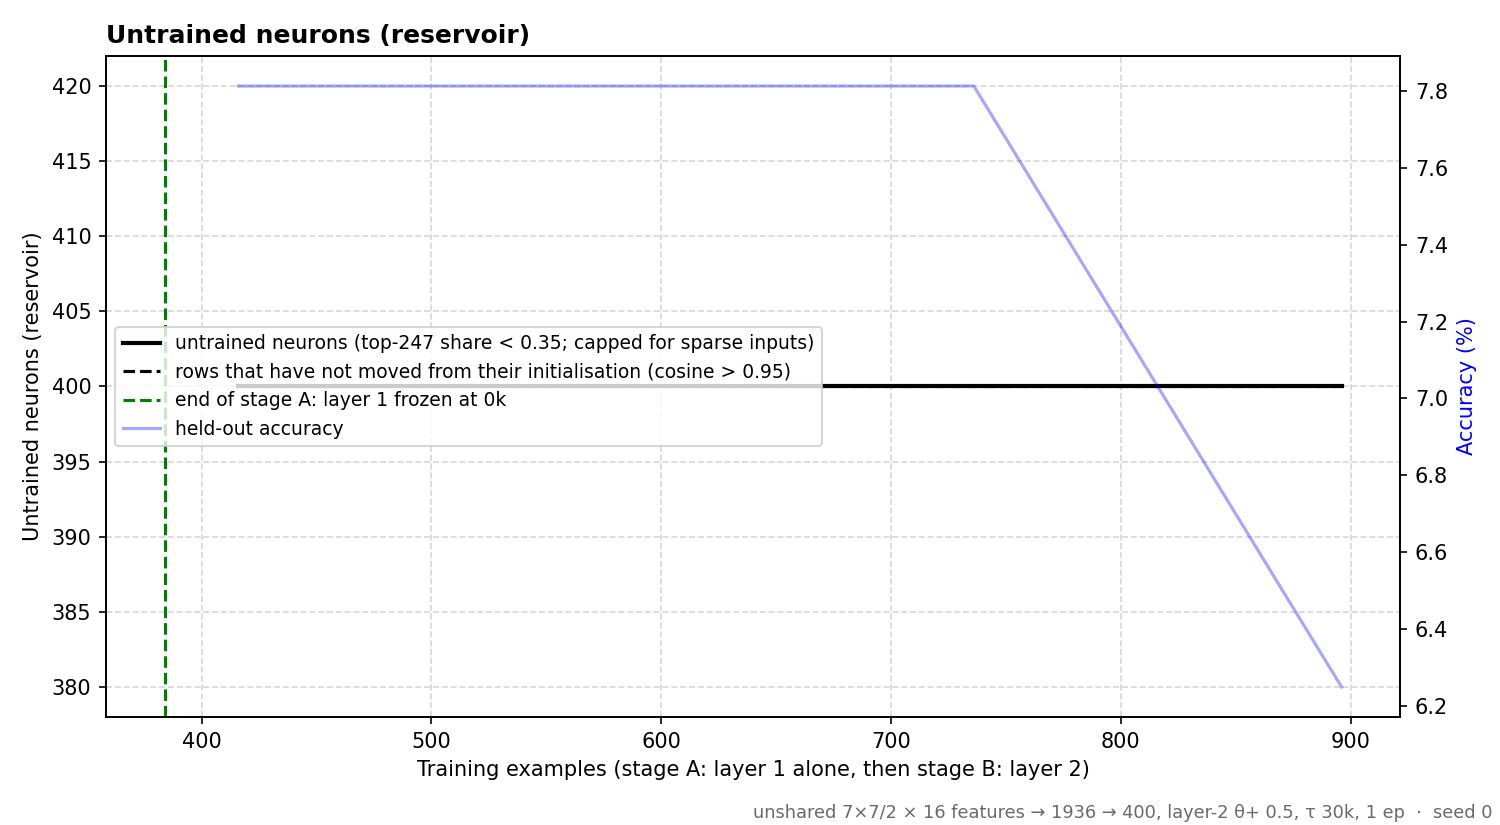 Untrained neurons (reservoir)
420
415
410
405
400
395
390
385
380
Untrained neurons (reservoir)
7.8
7.6
7.4
7.2
7.0
6.8
6.6
6.4
6.2
Accuracy (%)
untrained neurons (top-247 share < 0.35; capped for sparse inputs)
rows that have not moved from their initialisation (cosine > 0.95)
end of stage A: layer 1 frozen at 0k
held-out accuracy
400 500 600 700 800 900
Training examples (stage A: layer 1 alone, then stage B: layer 2)
unshared 7×7/2 × 16 features → 1936 → 400, layer-2 θ+ 0.5, τ 30k, 1 ep · seed 0